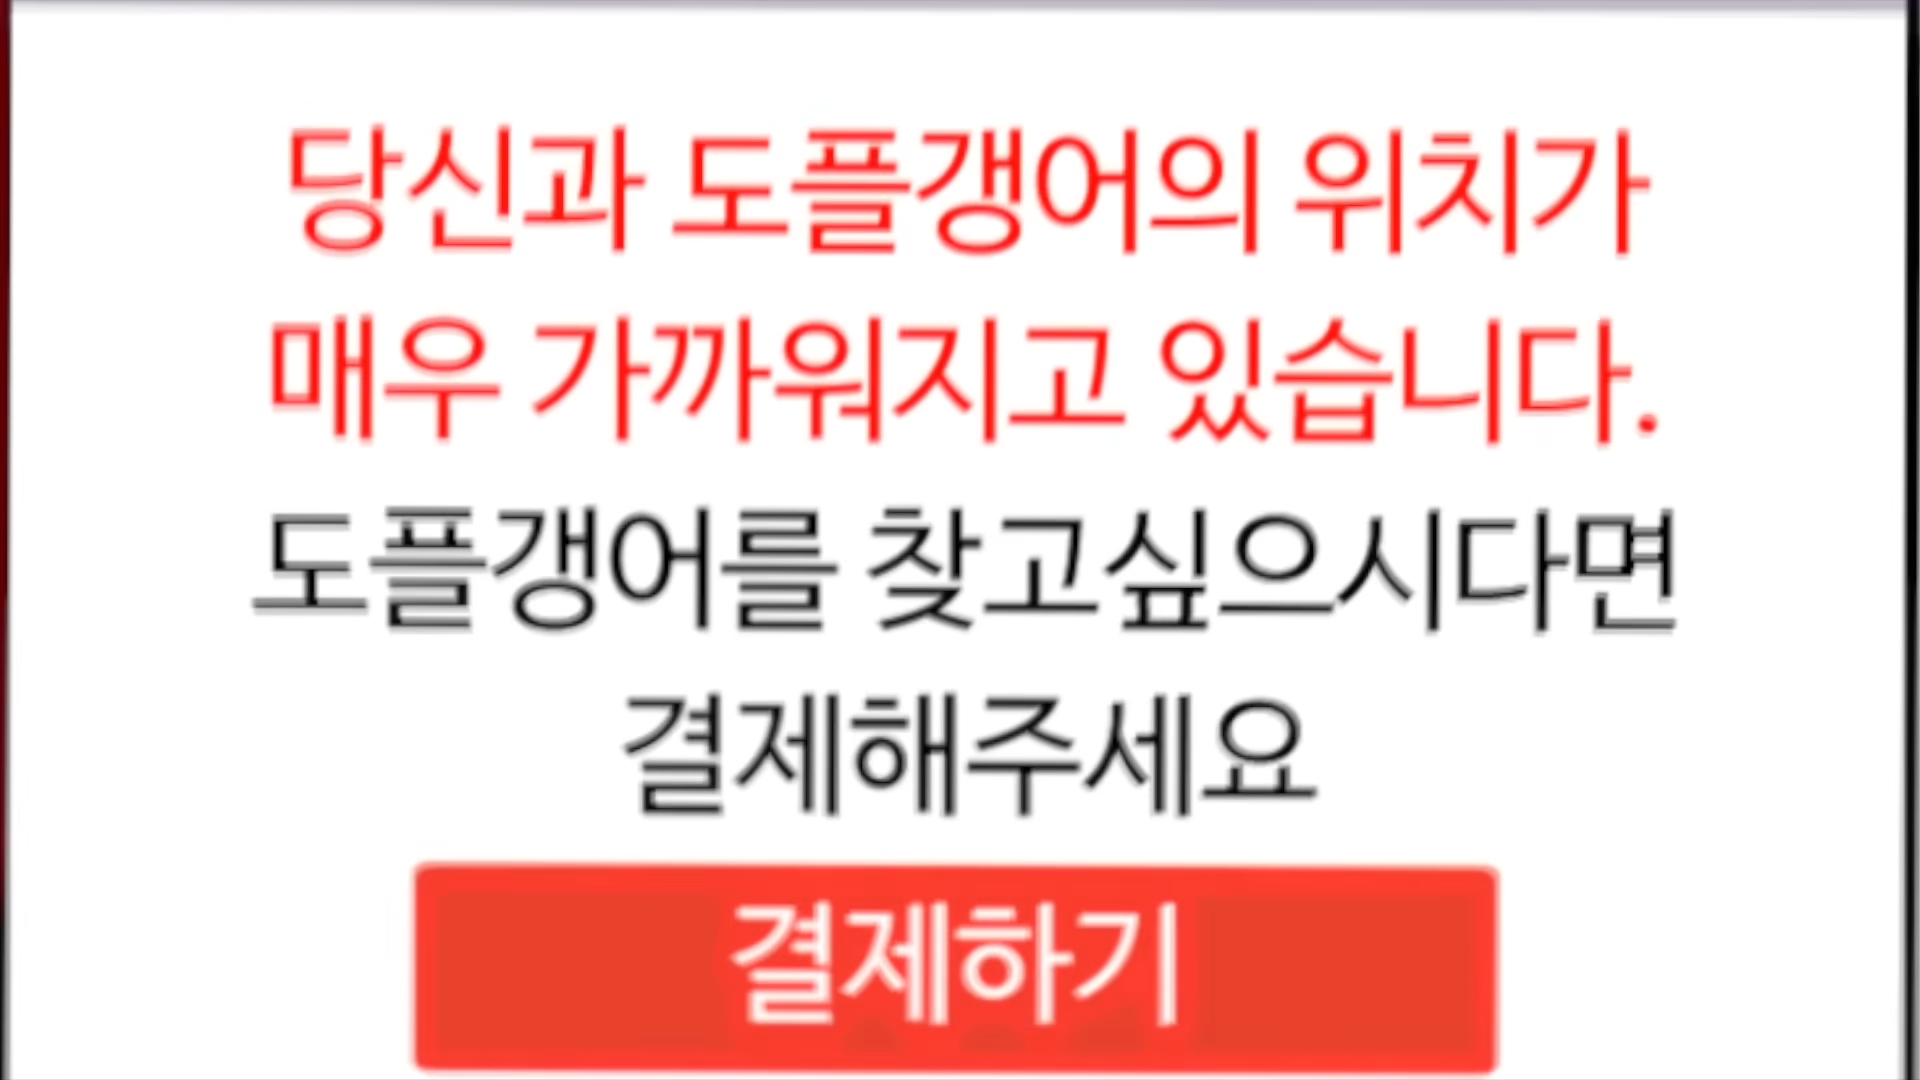 당신과 도플갱어의 위치가
매우 가까워지고 있습니다.
도플갱어를 찾고싶으시다면
결제해주세요
결제하기